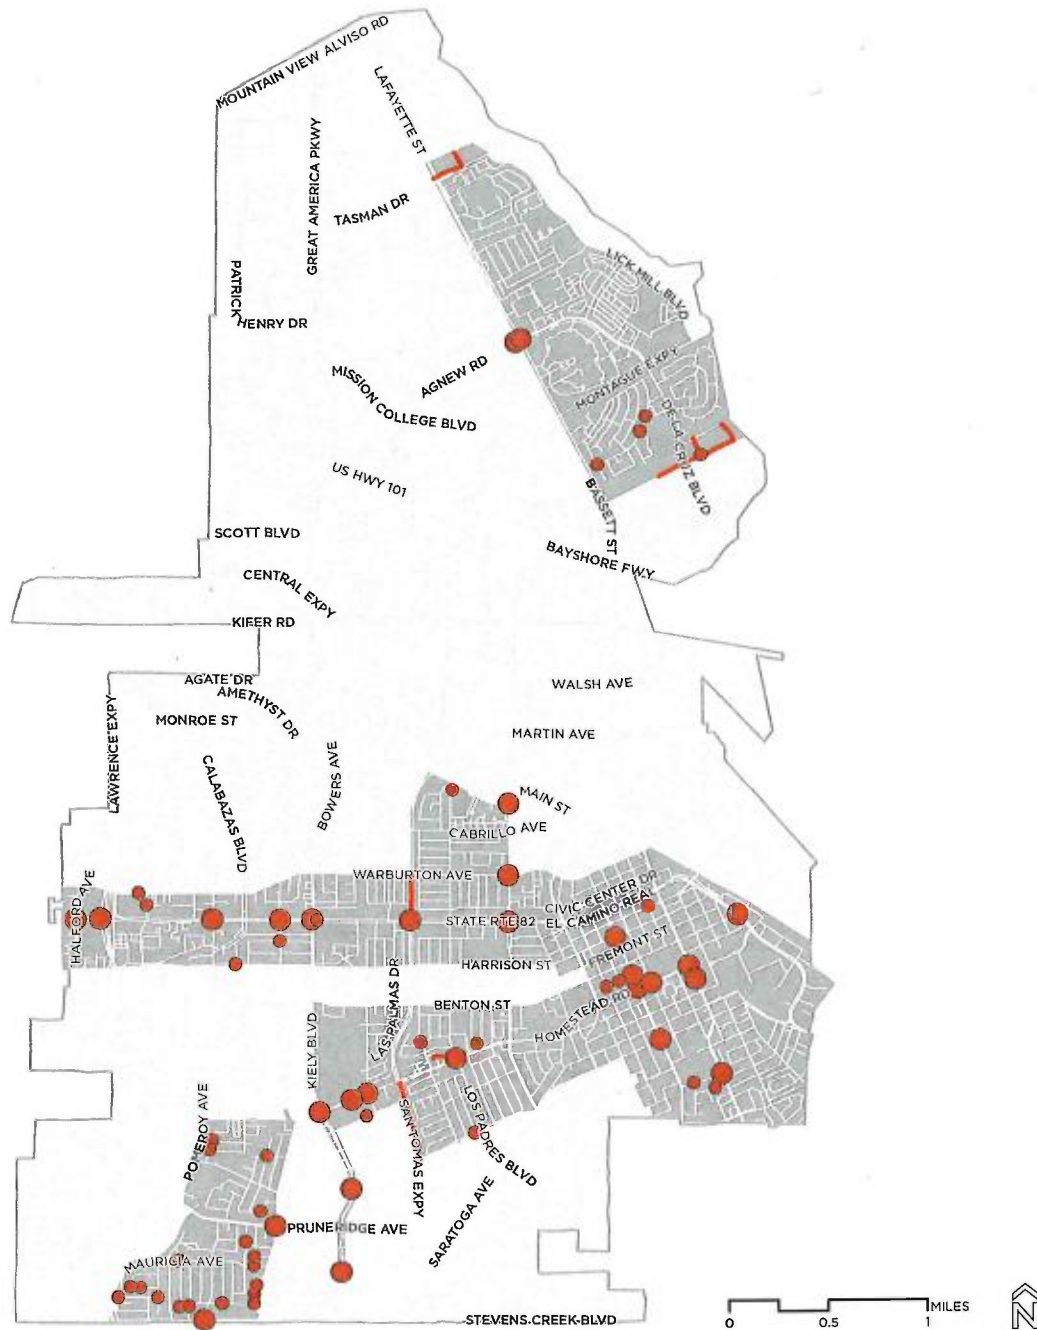 MOUNTAIN VIEW ALVISO RD
LAFAYETTE ST
GREAT AMERICA PKWY
TASMAN DR
LICK MILL BLVD
PATRICK
HENRY DR
AGNEW RD
MONTAGUE EXPY
MISSION COLLEGE BLVD
DE LA CRUZ BLVD
US HWY 101
BASSETT ST
SCOTT BLVD
BAYSHORE FWY
CENTRAL EXPY
KIFER RD
AGATE DR
AMETHYST DR
WALSH AVE
MONROE ST
MARTIN AVE
LAWRENCE EXPY
CALABAZAS BLVD
BOWERS AVE
MAIN ST
CABRILLO AVE
WARBURTON AVE
HALFORD AVE
CIVIC CENTER DR
STATE RTE 82
EL CAMINO REAL
FREMONT ST
HARRISON ST
LAS PALMAS DR
BENTON ST
HOMESTEAD RD
KIELY BLVD
POMEROY AVE
SAN TOMAS EXPY
LOS PADRES BLVD
SARATOGA AVE
PRUNERIDGE AVE
MAURICIA AVE
STEVENS CREEK BLVD
MILES
0 0.5 1
N